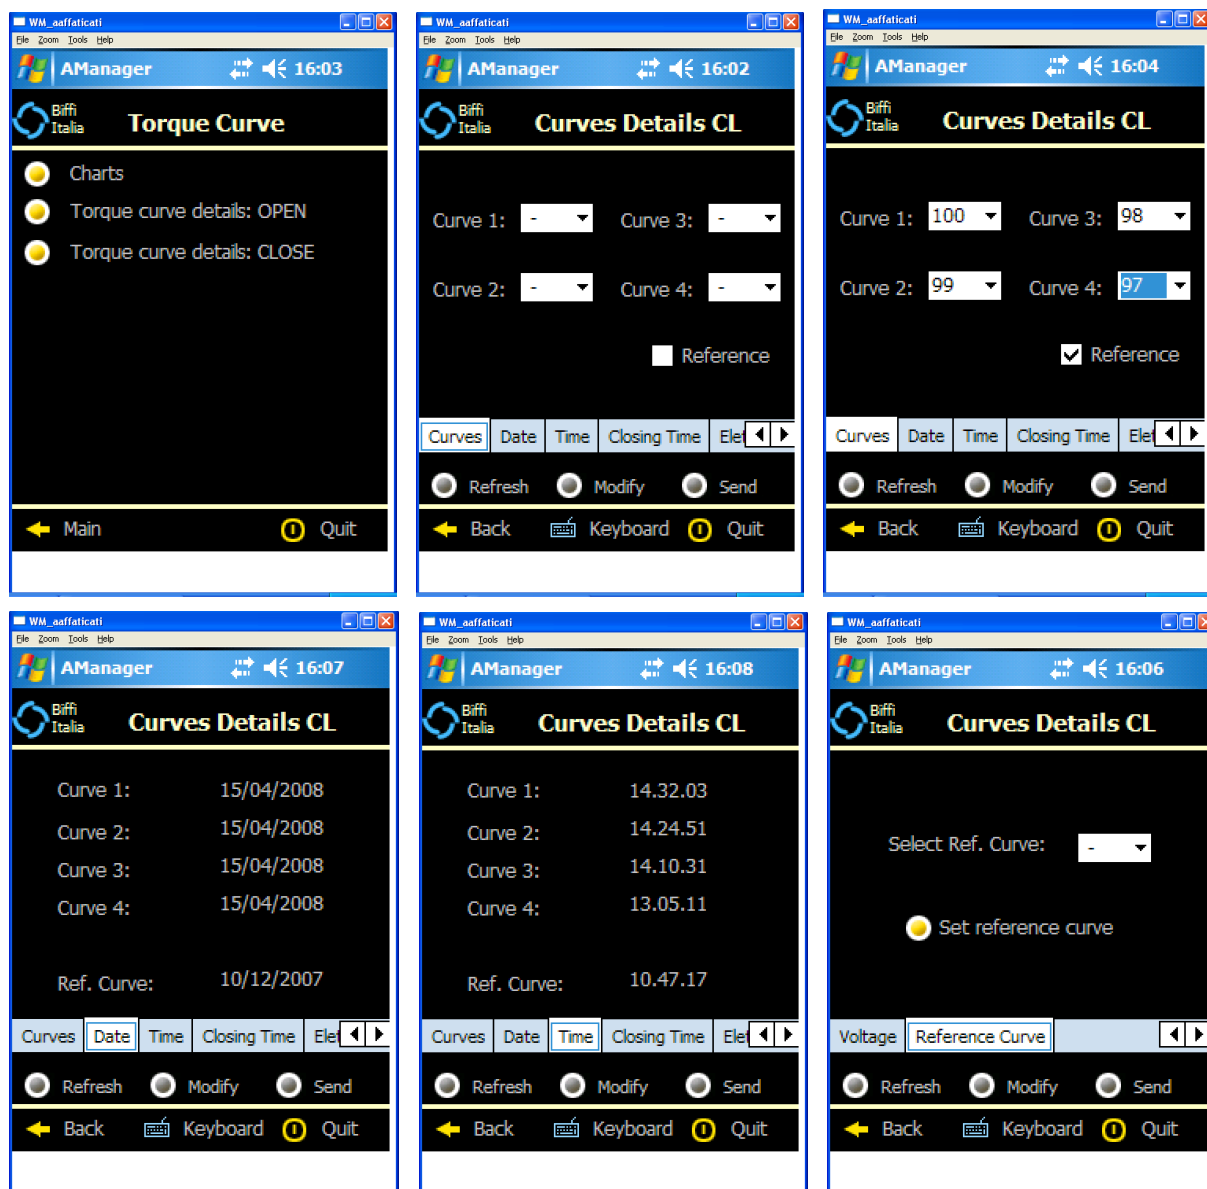 WM_aaffaticati
File Zoom Tools Help
AManager 16:03
Biffi
Italia
Torque Curve
Charts
Torque curve details: OPEN
Torque curve details: CLOSE
Main Quit
WM_aaffaticati
File Zoom Tools Help
AManager 16:02
Biffi
Italia
Curves Details CL
Curve 1: - Curve 3: -
Curve 2: - Curve 4: -
Reference
Curves Date Time Closing Time Elet
Refresh Modify Send
Back Keyboard Quit
WM_aaffaticati
File Zoom Tools Help
AManager 16:04
Biffi
Italia
Curves Details CL
Curve 1: 100 Curve 3: 98
Curve 2: 99 Curve 4: 97
Reference
Curves Date Time Closing Time Elet
Refresh Modify Send
Back Keyboard Quit
WM_aaffaticati
File Zoom Tools Help
AManager 16:07
Biffi
Italia
Curves Details CL
Curve 1: 15/04/2008
Curve 2: 15/04/2008
Curve 3: 15/04/2008
Curve 4: 15/04/2008
Ref. Curve: 10/12/2007
Curves Date Time Closing Time Elet
Refresh Modify Send
Back Keyboard Quit
WM_aaffaticati
File Zoom Tools Help
AManager 16:08
Biffi
Italia
Curves Details CL
Curve 1: 14.32.03
Curve 2: 14.24.51
Curve 3: 14.10.31
Curve 4: 13.05.11
Ref. Curve: 10.47.17
Curves Date Time Closing Time Elet
Refresh Modify Send
Back Keyboard Quit
WM_aaffaticati
File Zoom Tools Help
AManager 16:06
Biffi
Italia
Curves Details CL
Select Ref. Curve: -
Set reference curve
Voltage Reference Curve
Refresh Modify Send
Back Keyboard Quit